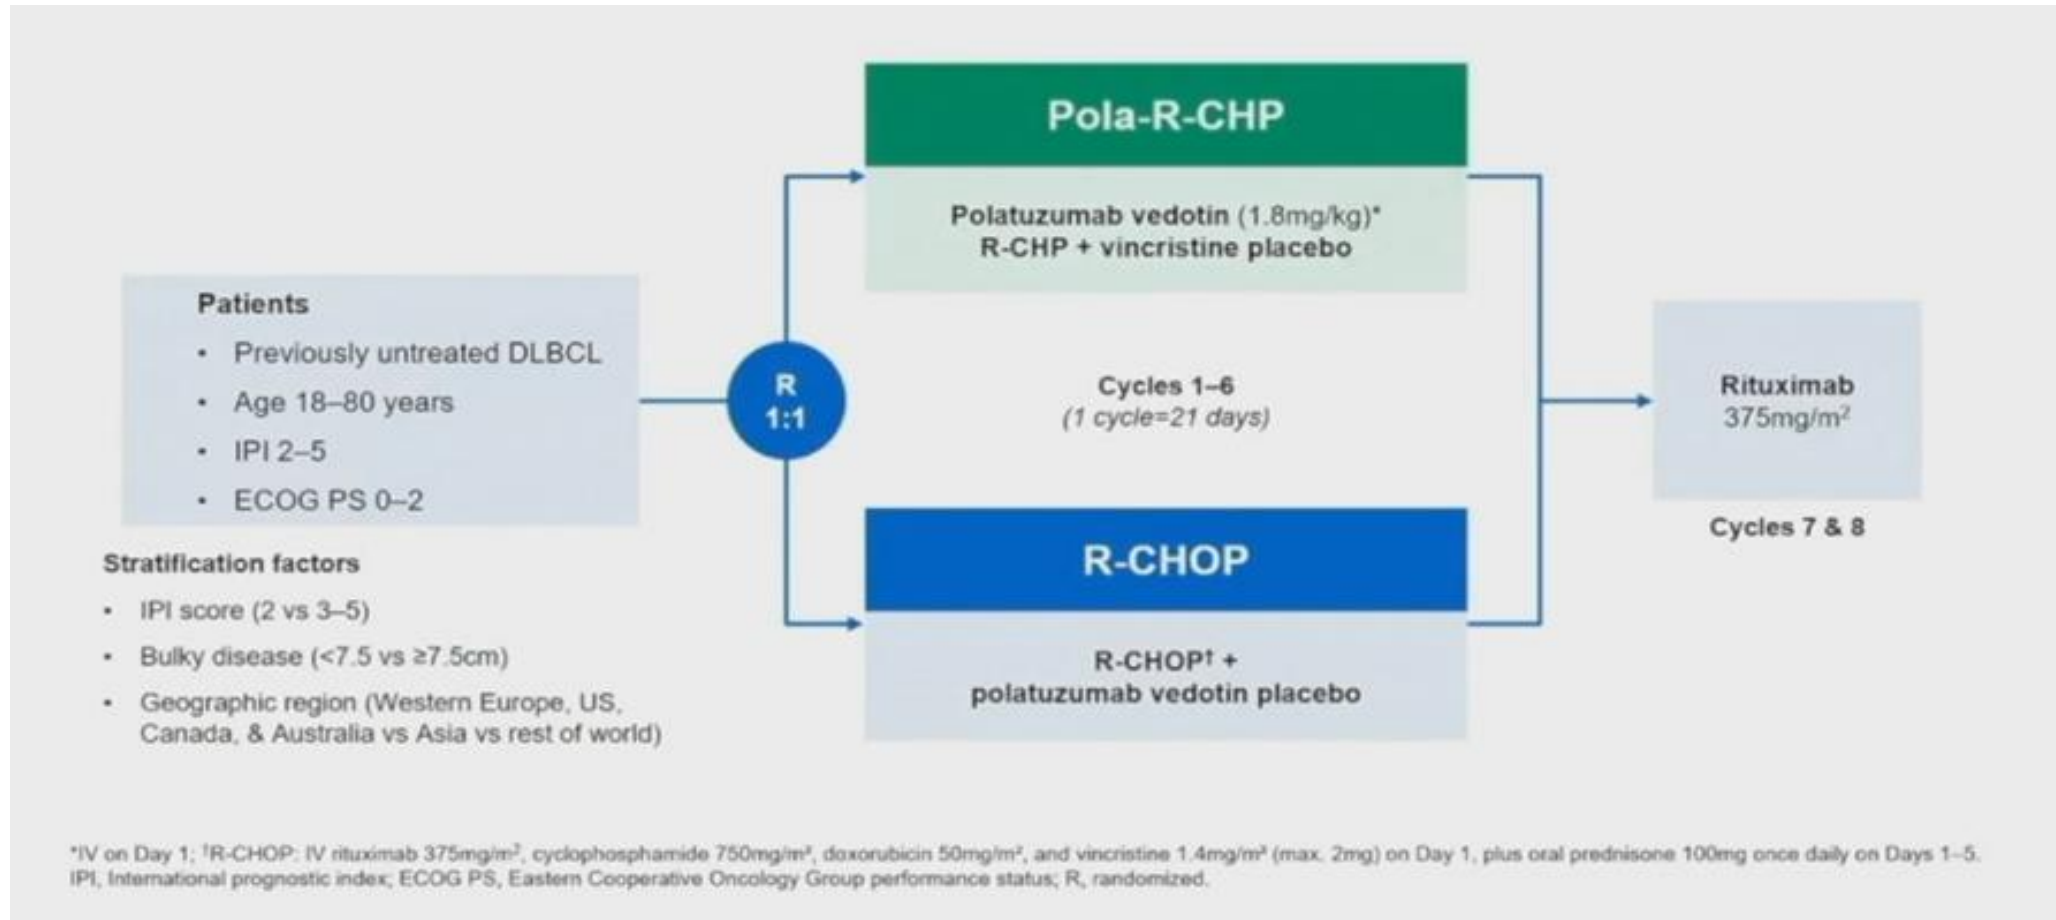 Pola-R-CHP
Polatuzumab vedotin (1.8mg/kg)*
R-CHP + vincristine placebo
Patients
• Previously untreated DLBCL
• Age 18–80 years
• IPI 2–5
• ECOG PS 0–2
R
1:1
Cycles 1–6
(1 cycle=21 days)
Rituximab
375mg/m²
Cycles 7 & 8
Stratification factors
• IPI score (2 vs 3–5)
• Bulky disease (<7.5 vs ≥7.5cm)
• Geographic region (Western Europe, US,
Canada, & Australia vs Asia vs rest of world)
R-CHOP
R-CHOP† +
polatuzumab vedotin placebo
*IV on Day 1; †R-CHOP: IV rituximab 375mg/m², cyclophosphamide 750mg/m², doxorubicin 50mg/m², and vincristine 1.4mg/m² (max. 2mg) on Day 1, plus oral prednisone 100mg once daily on Days 1–5.
IPI, International prognostic index; ECOG PS, Eastern Cooperative Oncology Group performance status; R, randomized.